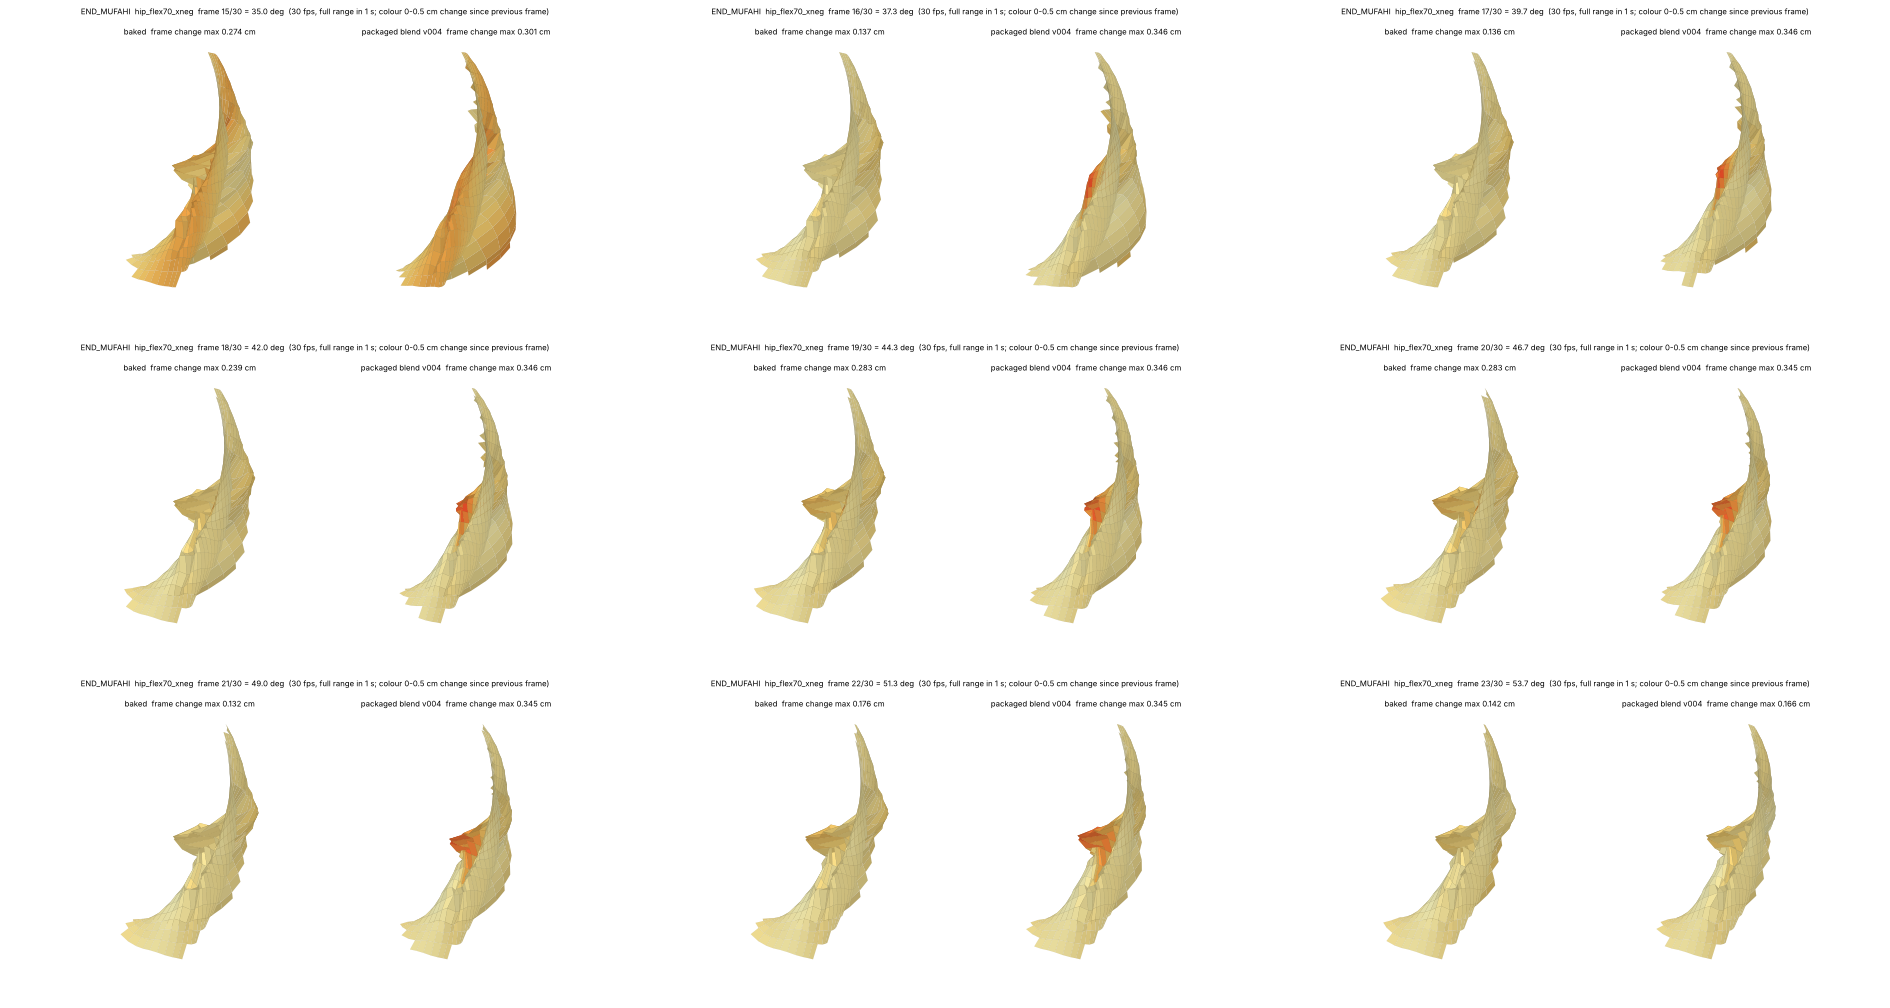 END_MUFAHI hip_flex70_xneg frame 15/30 = 35.0 deg (30 fps, full range in 1 s; colour 0-0.5 cm change since previous frame)
baked frame change max 0.274 cm
packaged blend v004 frame change max 0.301 cm
END_MUFAHI hip_flex70_xneg frame 16/30 = 37.3 deg (30 fps, full range in 1 s; colour 0-0.5 cm change since previous frame)
baked frame change max 0.137 cm
packaged blend v004 frame change max 0.346 cm
END_MUFAHI hip_flex70_xneg frame 17/30 = 39.7 deg (30 fps, full range in 1 s; colour 0-0.5 cm change since previous frame)
baked frame change max 0.136 cm
packaged blend v004 frame change max 0.346 cm
END_MUFAHI hip_flex70_xneg frame 18/30 = 42.0 deg (30 fps, full range in 1 s; colour 0-0.5 cm change since previous frame)
baked frame change max 0.239 cm
packaged blend v004 frame change max 0.346 cm
END_MUFAHI hip_flex70_xneg frame 19/30 = 44.3 deg (30 fps, full range in 1 s; colour 0-0.5 cm change since previous frame)
baked frame change max 0.283 cm
packaged blend v004 frame change max 0.346 cm
END_MUFAHI hip_flex70_xneg frame 20/30 = 46.7 deg (30 fps, full range in 1 s; colour 0-0.5 cm change since previous frame)
baked frame change max 0.283 cm
packaged blend v004 frame change max 0.345 cm
END_MUFAHI hip_flex70_xneg frame 21/30 = 49.0 deg (30 fps, full range in 1 s; colour 0-0.5 cm change since previous frame)
baked frame change max 0.132 cm
packaged blend v004 frame change max 0.345 cm
END_MUFAHI hip_flex70_xneg frame 22/30 = 51.3 deg (30 fps, full range in 1 s; colour 0-0.5 cm change since previous frame)
baked frame change max 0.176 cm
packaged blend v004 frame change max 0.345 cm
END_MUFAHI hip_flex70_xneg frame 23/30 = 53.7 deg (30 fps, full range in 1 s; colour 0-0.5 cm change since previous frame)
baked frame change max 0.142 cm
packaged blend v004 frame change max 0.166 cm